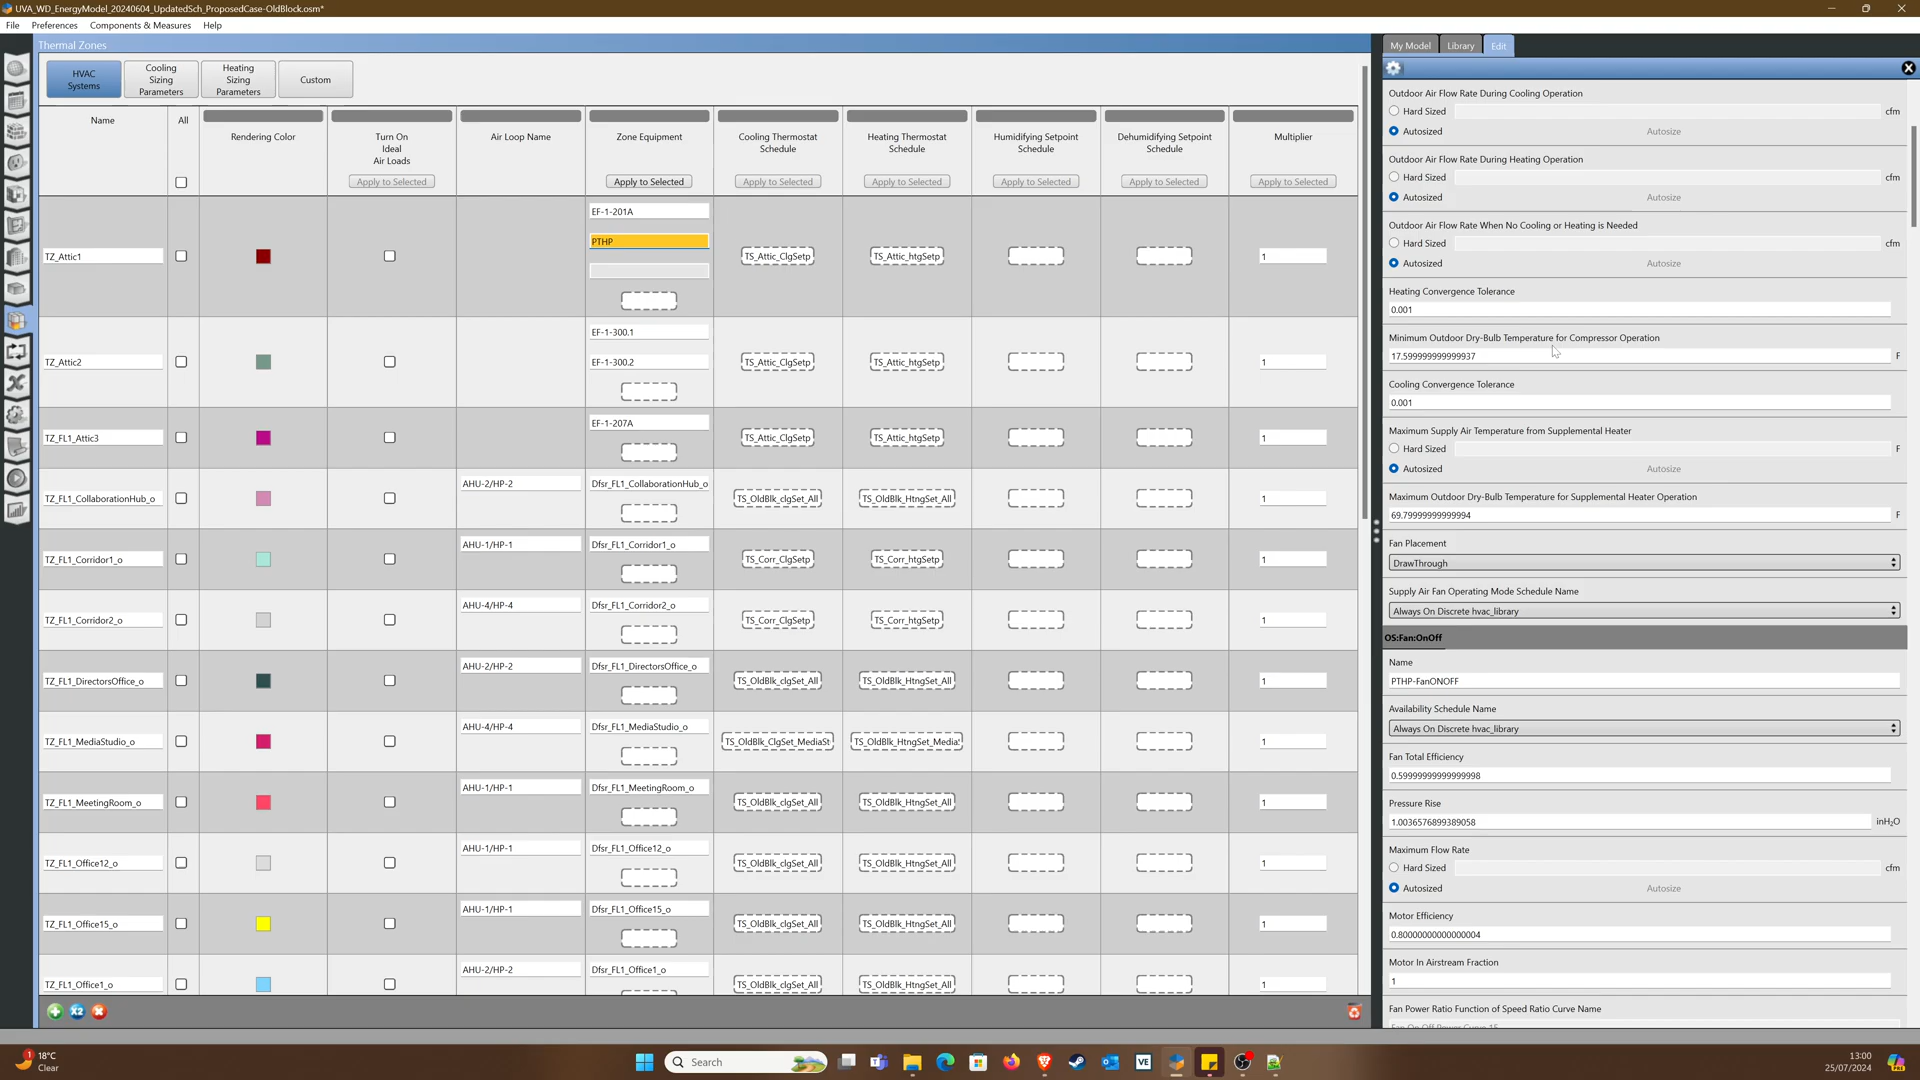 UVA_WD_EnergyModel_20240604_UpdatedSch_ProposedCase-OldBlock.osm*
File Preferences Components & Measures Help
Thermal Zones
HVAC
Systems
Cooling
Sizing
Parameters
Heating
Sizing
Parameters
Custom
Name All Rendering Color
Turn On
Ideal
Air Loads
Apply to Selected
Air Loop Name
Zone Equipment
Apply to Selected
Cooling Thermostat
Schedule
Apply to Selected
Heating Thermostat
Schedule
Apply to Selected
Humidifying Setpoint
Schedule
Apply to Selected
Dehumidifying Setpoint
Schedule
Apply to Selected
Multiplier
Apply to Selected
EF-1-201A
PTHP
TZ_Attic1 TS_Attic_ClgSetp TS_Attic_htgSetp 1
EF-1-300.1
EF-1-300.2
TZ_Attic2 TS_Attic_ClgSetp TS_Attic_htgSetp 1
EF-1-207A
TZ_FL1_Attic3 TS_Attic_ClgSetp TS_Attic_htgSetp 1
AHU-2/HP-2 Dfsr_FL1_CollaborationHub_o
TZ_FL1_CollaborationHub_o TS_OldBlk_clgSet_All TS_OldBlk_HtngSet_All 1
AHU-1/HP-1 Dfsr_FL1_Corridor1_o
TZ_FL1_Corridor1_o TS_Corr_ClgSetp TS_Corr_htgSetp 1
AHU-4/HP-4 Dfsr_FL1_Corridor2_o
TZ_FL1_Corridor2_o TS_Corr_ClgSetp TS_Corr_htgSetp 1
AHU-2/HP-2 Dfsr_FL1_DirectorsOffice_o
TZ_FL1_DirectorsOffice_o TS_OldBlk_clgSet_All TS_OldBlk_HtngSet_All 1
AHU-4/HP-4 Dfsr_FL1_MediaStudio_o
TZ_FL1_MediaStudio_o TS_OldBlk_ClgSet_MediaSt TS_OldBlk_HtngSet_Media 1
AHU-1/HP-1 Dfsr_FL1_MeetingRoom_o
TZ_FL1_MeetingRoom_o TS_OldBlk_clgSet_All TS_OldBlk_HtngSet_All 1
AHU-1/HP-1 Dfsr_FL1_Office12_o
TZ_FL1_Office12_o TS_OldBlk_clgSet_All TS_OldBlk_HtngSet_All 1
AHU-1/HP-1 Dfsr_FL1_Office15_o
TZ_FL1_Office15_o TS_OldBlk_clgSet_All TS_OldBlk_HtngSet_All 1
AHU-2/HP-2 Dfsr_FL1_Office1_o
TZ_FL1_Office1_o TS_OldBlk_clgSet_All TS_OldBlk_HtngSet_All 1
X2
My Model Library Edit
Outdoor Air Flow Rate During Cooling Operation
Hard Sized cfm
Autosized Autosize
Outdoor Air Flow Rate During Heating Operation
Hard Sized cfm
Autosized Autosize
Outdoor Air Flow Rate When No Cooling or Heating is Needed
Hard Sized cfm
Autosized Autosize
Heating Convergence Tolerance
0.001
Minimum Outdoor Dry-Bulb Temperature for Compressor Operation
17.599999999999937 F
Cooling Convergence Tolerance
0.001
Maximum Supply Air Temperature from Supplemental Heater
Hard Sized F
Autosized Autosize
Maximum Outdoor Dry-Bulb Temperature for Supplemental Heater Operation
69.79999999999994 F
Fan Placement
DrawThrough
Supply Air Fan Operating Mode Schedule Name
Always On Discrete hvac_library
OS:Fan:OnOff
Name
PTHP-FanONOFF
Availability Schedule Name
Always On Discrete hvac_library
Fan Total Efficiency
0.59999999999999998
Pressure Rise
1.0036576899389058 inH2O
Maximum Flow Rate
Hard Sized cfm
Autosized Autosize
Motor Efficiency
0.80000000000000004
Motor In Airstream Fraction
1
Fan Power Ratio Function of Speed Ratio Curve Name
1
18°C
Clear
Search
VE
13:00
25/07/2024